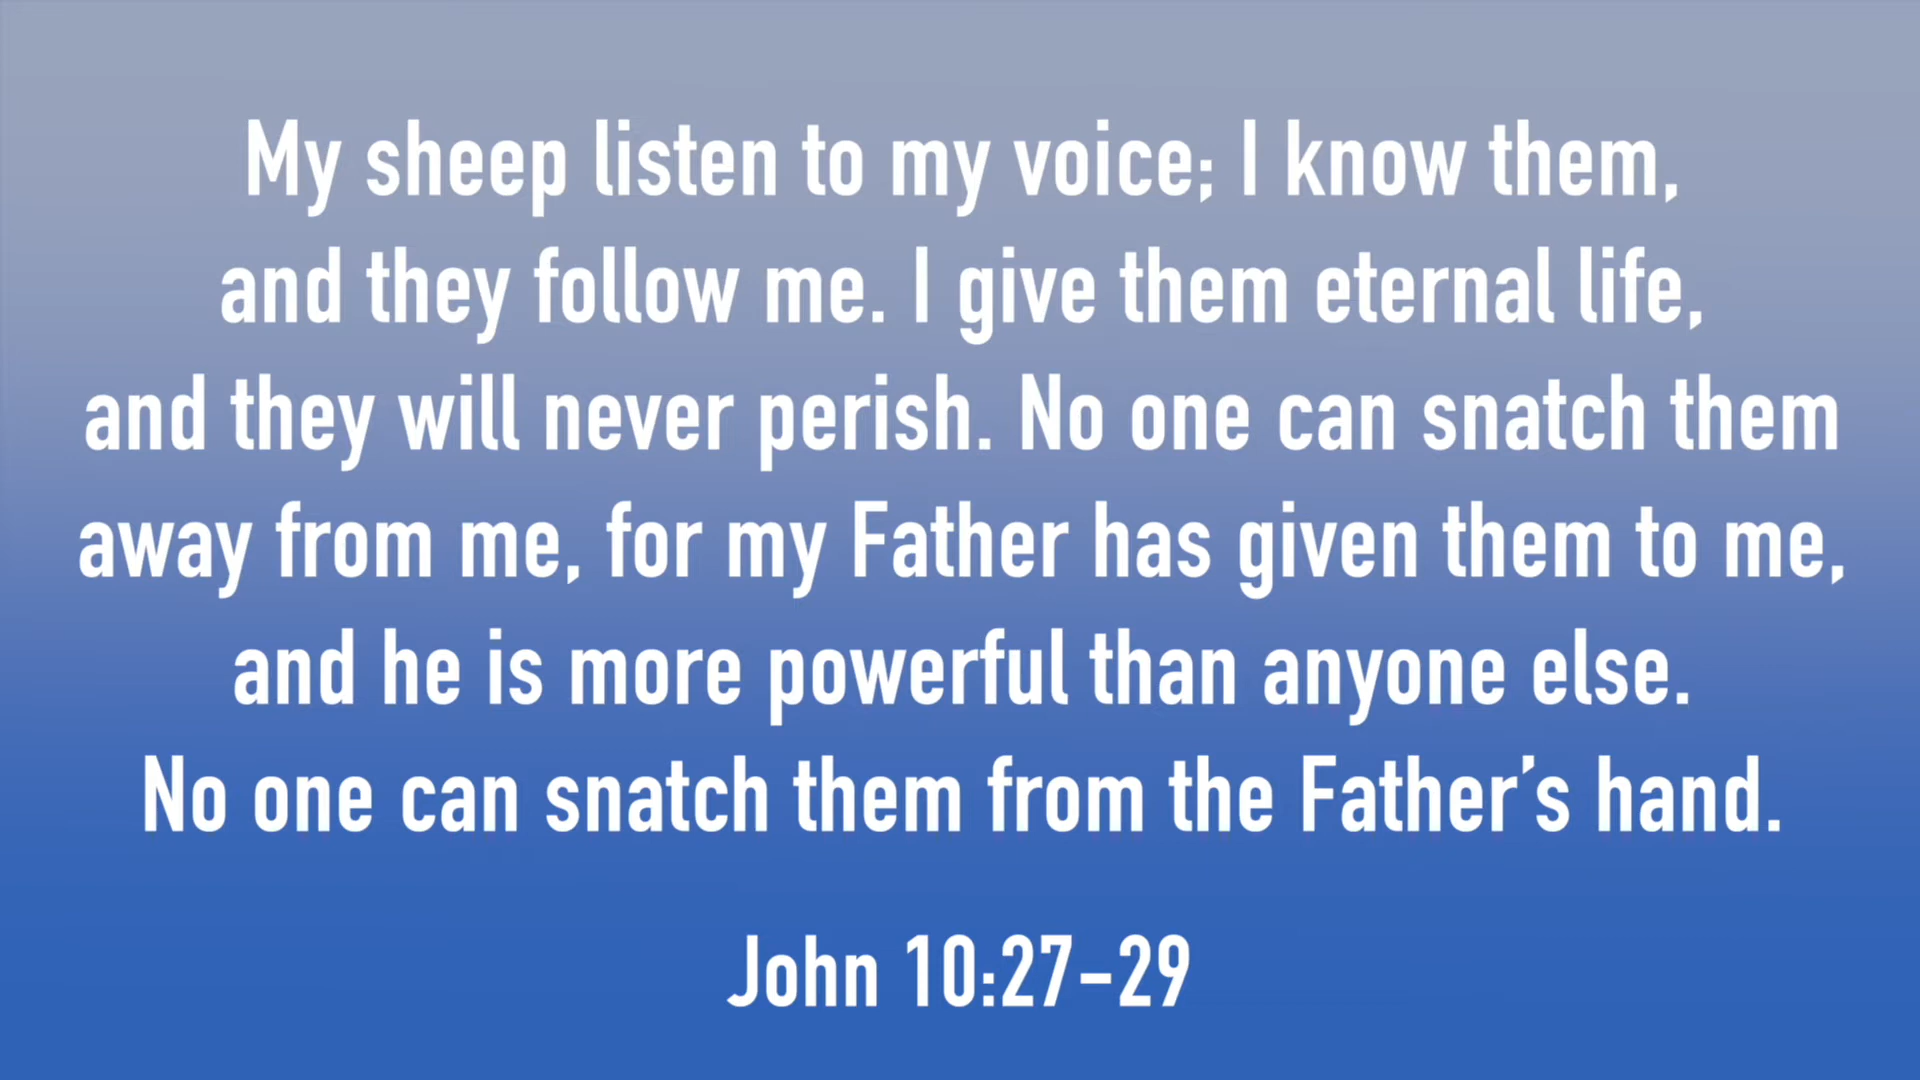 My sheep listen to my voice; I know them,
and they follow me. I give them eternal life,
and they will never perish. No one can snatch them
away from me, for my Father has given them to me,
and he is more powerful than anyone else.
No one can snatch them from the Father’s hand.
John 10:27–29